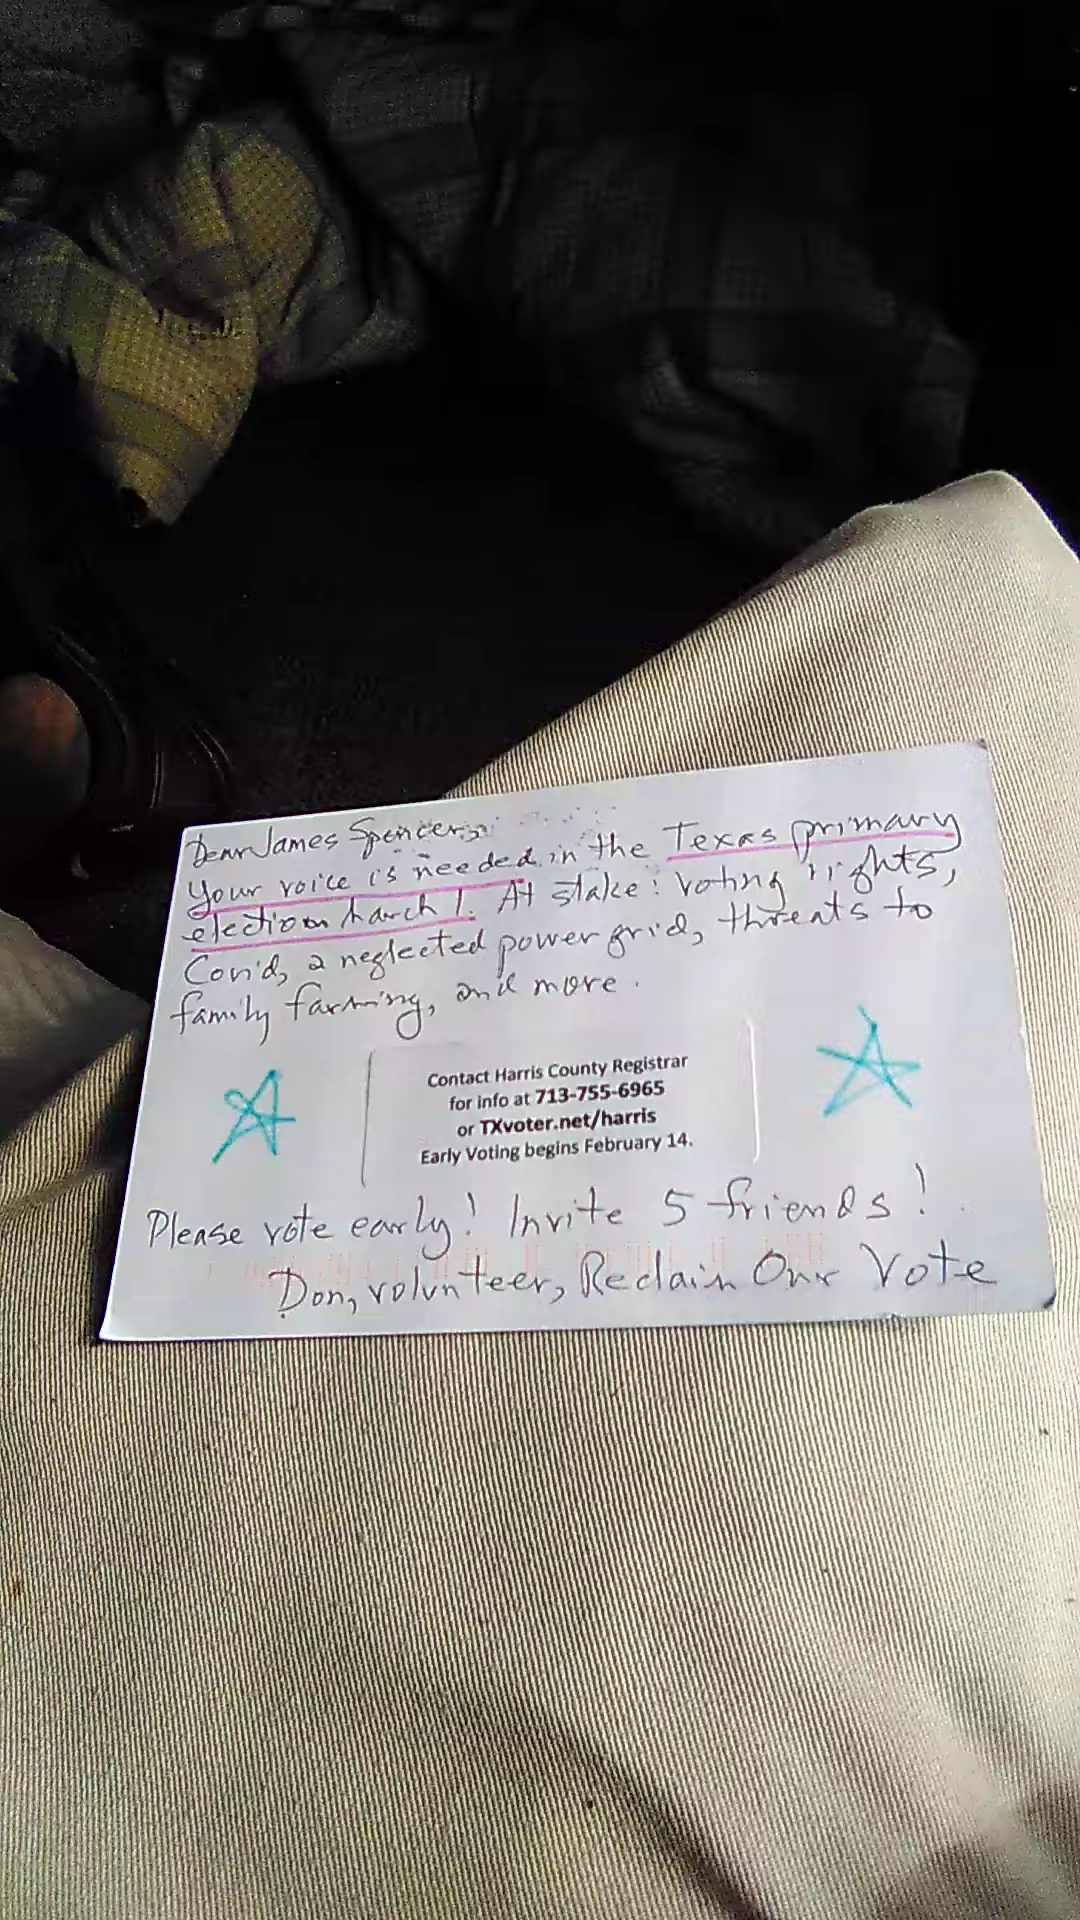 Dear James Spencer,
Your voice is needed in the Texas primary
election March 1. At stake: voting rights,
Covid, a neglected power grid, threats to
family farming, and more.
Contact Harris County Registrar
for info at 713-755-6965
or TXvoter.net/harris
Early Voting begins February 14.
Please vote early! Invite 5 friends!
Don, volunteer, Reclaim Our Vote